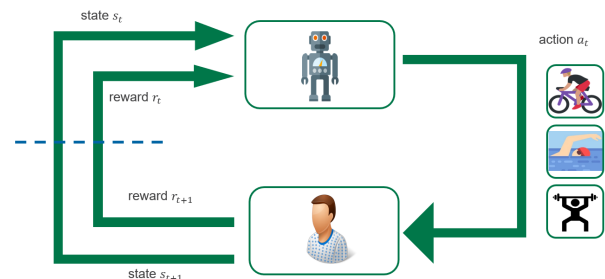 state s_t
action a_t
reward r_t
reward r_{t+1}
state s_{t+1}